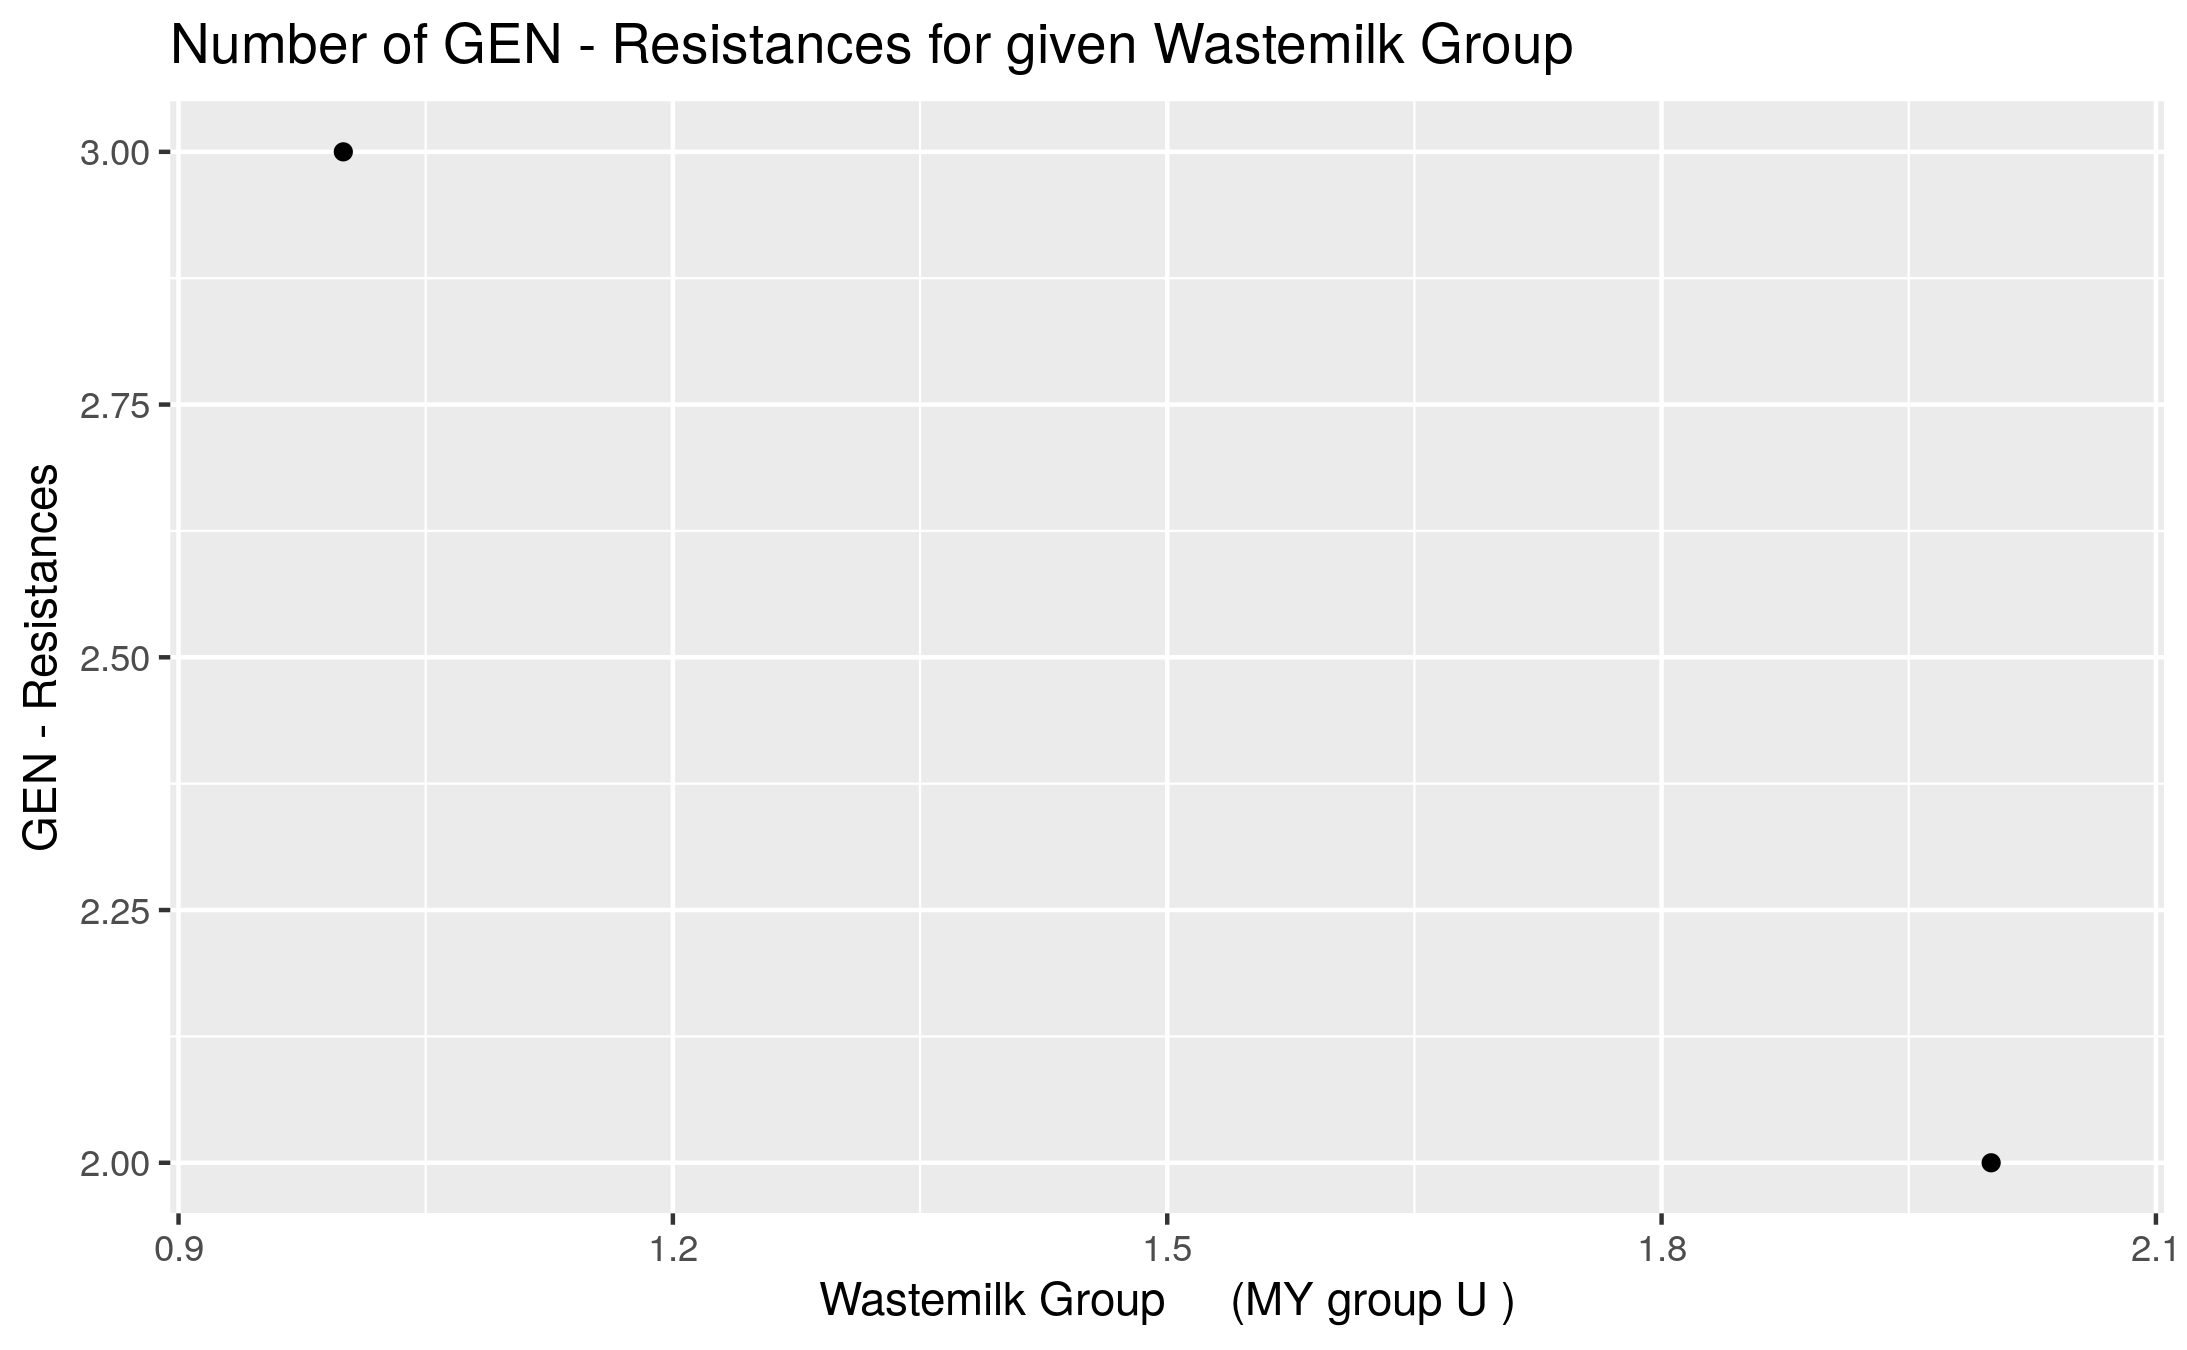 Number of GEN - Resistances for given Wastemilk Group
GEN - Resistances
3.00
2.75
2.50
2.25
2.00
0.9 1.2 1.5 1.8 2.1
Wastemilk Group (MY group U )